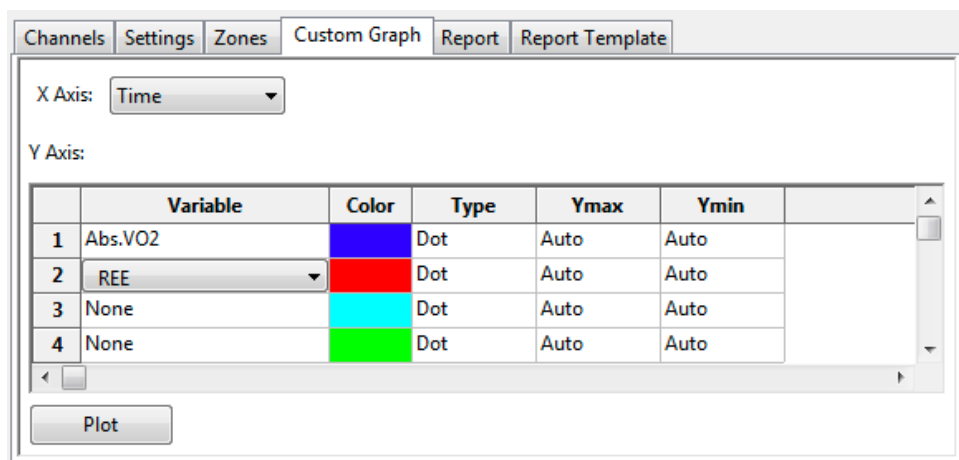 Channels Settings Zones Custom Graph Report Report Template
X Axis: Time
Y Axis:
Variable Color Type Ymax Ymin
1 Abs.VO2 Dot Auto Auto
2 REE Dot Auto Auto
3 None Dot Auto Auto
4 None Dot Auto Auto
Plot